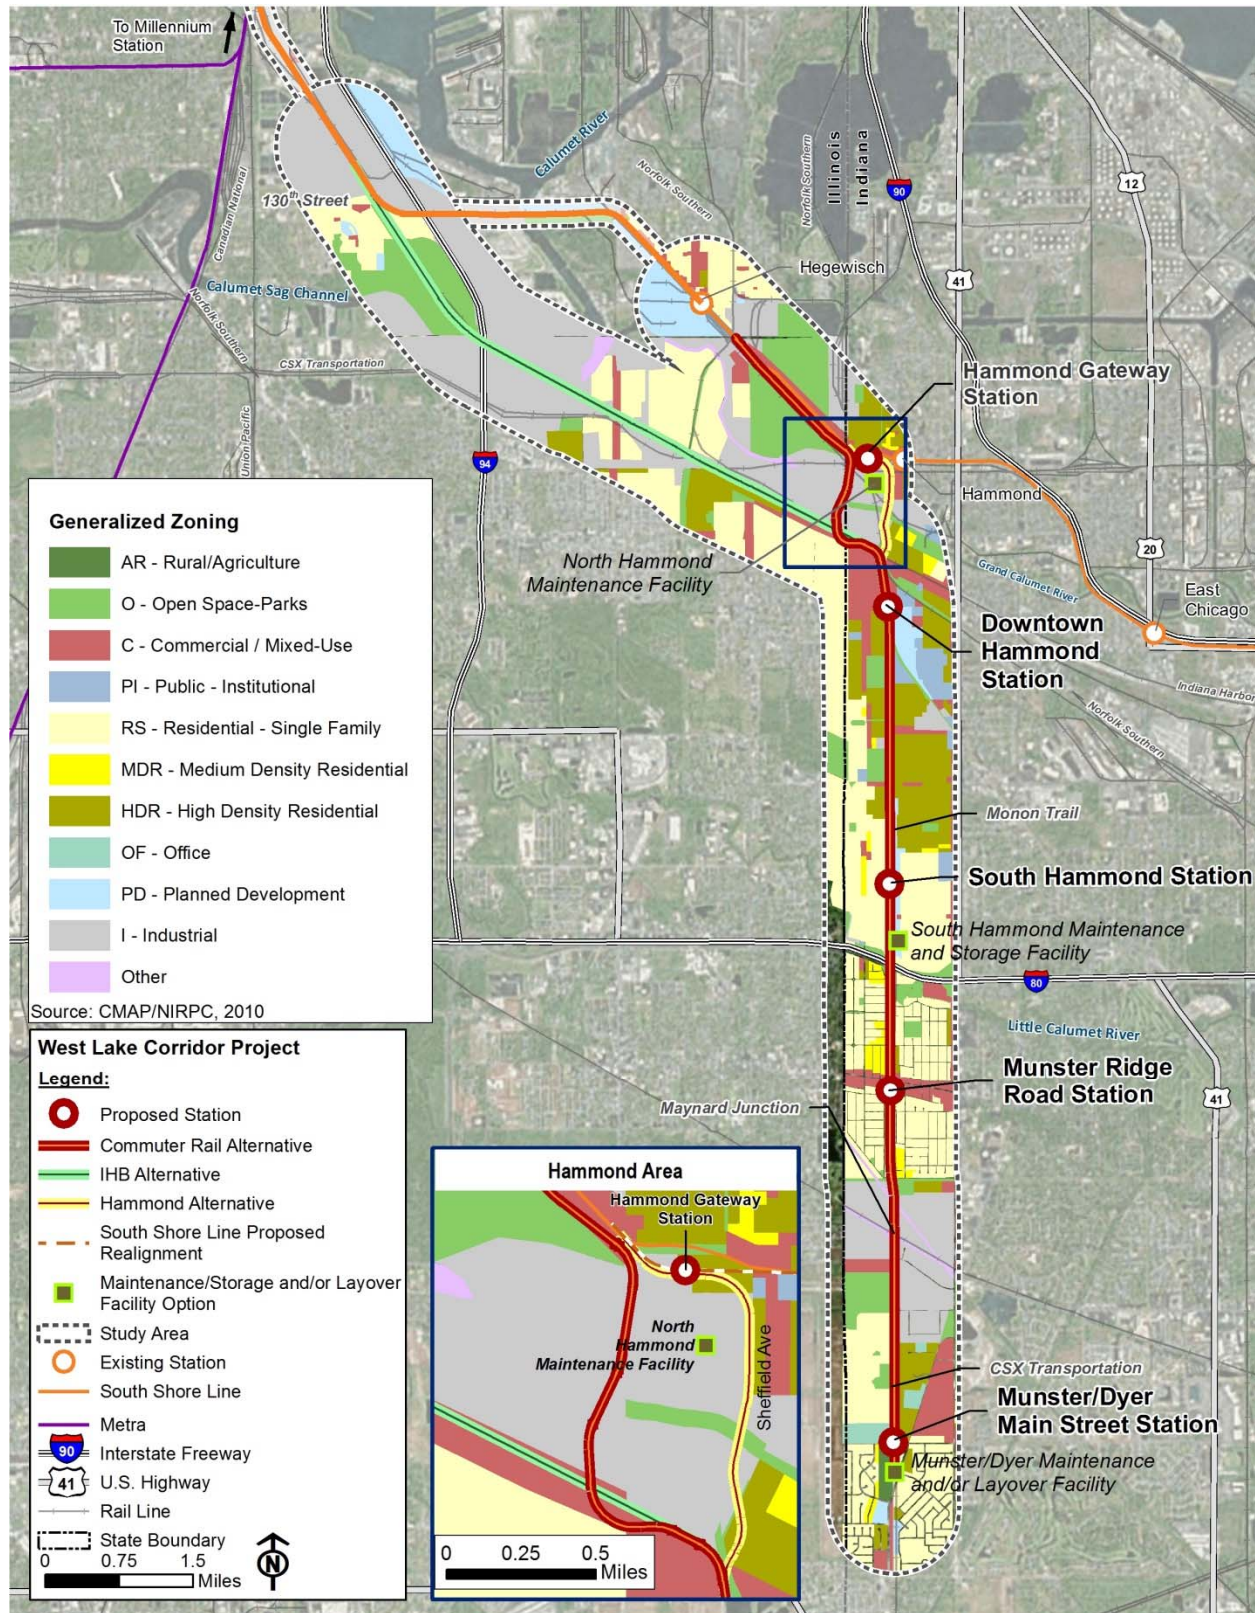 To Millennium
Station
Calumet River
Norfolk Southern
Norfolk Southern
Illinois
Indiana
90
12
130th Street
Canadian National
Hegewisch
41
Calumet Sag Channel
Norfolk Southern
CSX Transportation
Union Pacific
94
Hammond Gateway
Station
Hammond
North Hammond
Maintenance Facility
20
Grand Calumet River
East
Chicago
Downtown
Hammond
Station
Indiana Harbor
Norfolk Southern
Monon Trail
South Hammond Station
South Hammond Maintenance
and Storage Facility
80
Little Calumet River
Munster Ridge
Road Station
41
Maynard Junction
CSX Transportation
Munster/Dyer
Main Street Station
Munster/Dyer Maintenance
and/or Layover Facility
Generalized Zoning
AR - Rural/Agriculture
O - Open Space-Parks
C - Commercial / Mixed-Use
PI - Public - Institutional
RS - Residential - Single Family
MDR - Medium Density Residential
HDR - High Density Residential
OF - Office
PD - Planned Development
I - Industrial
Other
Source: CMAP/NIRPC, 2010
West Lake Corridor Project
Legend:
Proposed Station
Commuter Rail Alternative
IHB Alternative
Hammond Alternative
South Shore Line Proposed
Realignment
Maintenance/Storage and/or Layover
Facility Option
Study Area
Existing Station
South Shore Line
Metra
90 Interstate Freeway
41 U.S. Highway
Rail Line
State Boundary
0 0.75 1.5
Miles
N
Hammond Area
Hammond Gateway
Station
North
Hammond
Maintenance Facility
Sheffield Ave
0 0.25 0.5
Miles